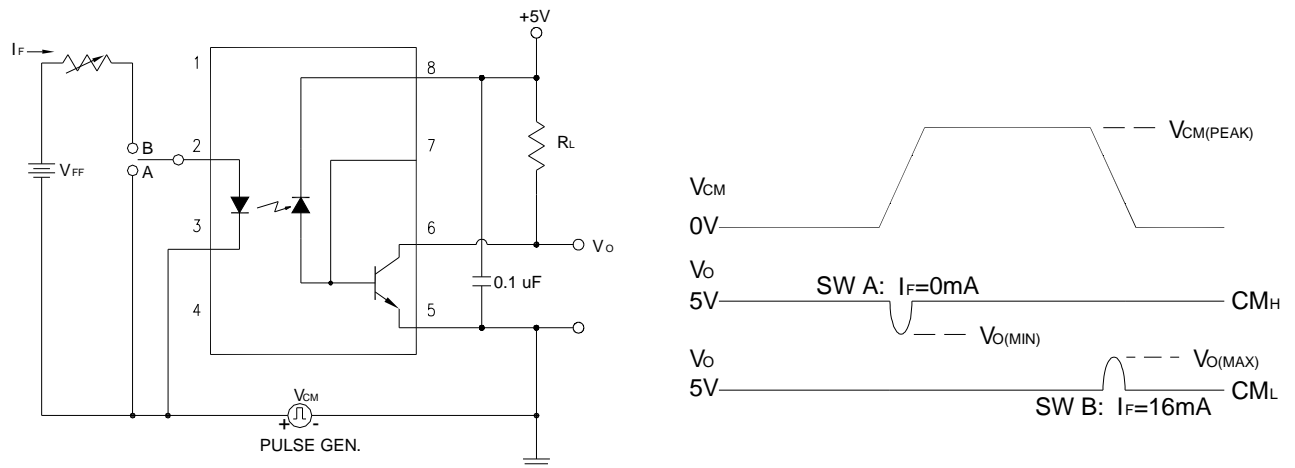 +5V
IF
1
8
B
2
7
RL
A
VFF
VCM(PEAK)
VCM
3
6
VO
0V
VO
0.1 uF
SW A: IF=0mA
4
5
5V
CMH
VO(MIN)
VO
VO(MAX)
5V
CML
VCM
SW B: IF=16mA
+ -
PULSE GEN.